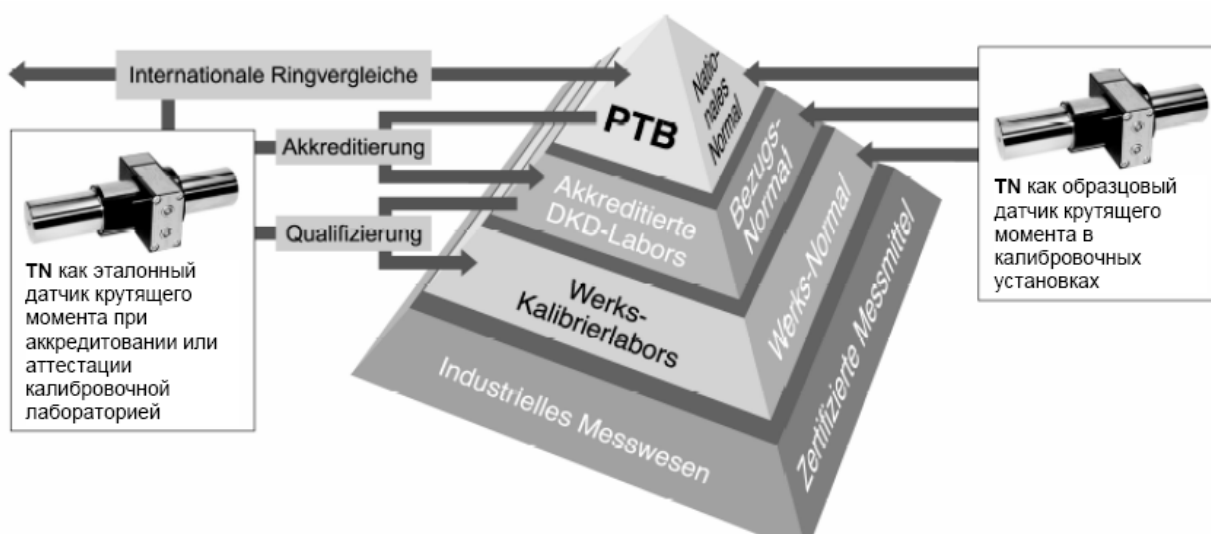 Internationale Ringvergleiche
Akkreditierung
Qualifizierung
TN как эталонный
датчик крутящего
момента при
аккредитовании или
аттестации
калибровочной
лабораторией
PTB
Natio-
nales
Normal
Akkreditierte
DKD-Labors
Bezugs-
Normal
Werks-
Kalibrierlabors
Werks-Normal
Industrielles Messwesen
Zertifizierte Messmittel
TN как образцовый
датчик крутящего
момента в
калибровочных
установках